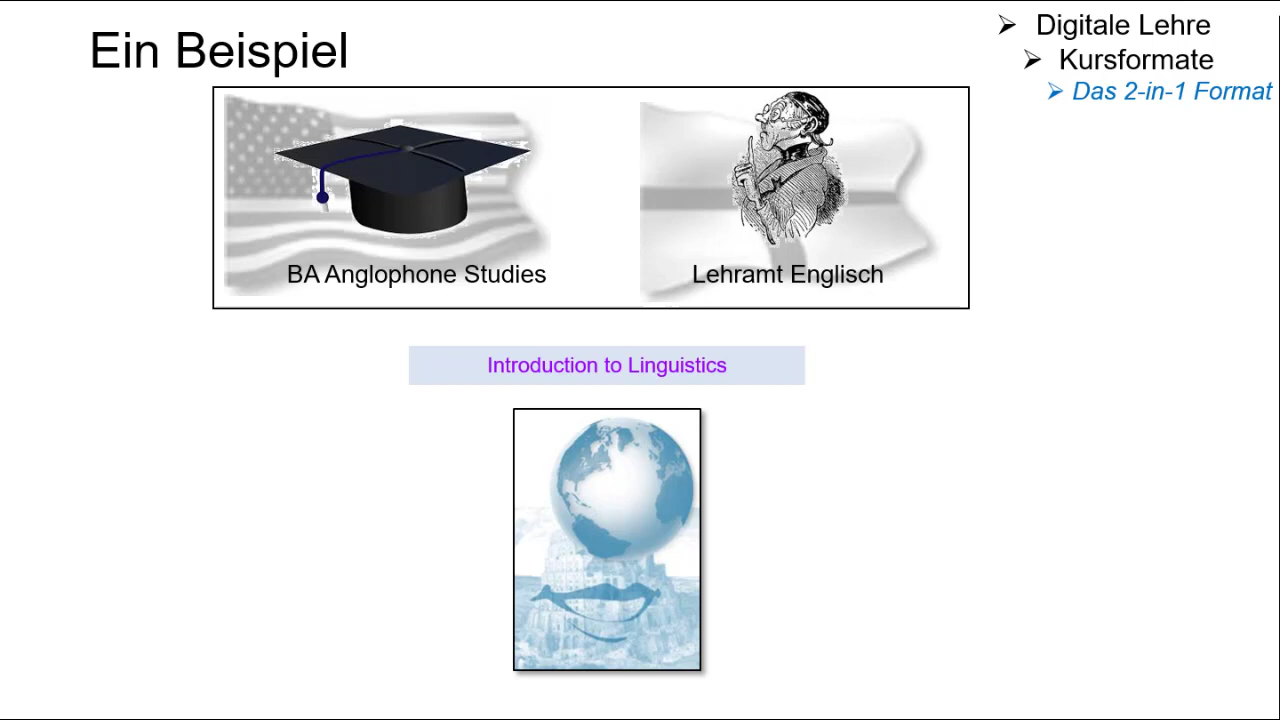 Ein Beispiel
➢ Digitale Lehre
➢ Kursformate
➢ Das 2-in-1 Format
BA Anglophone Studies
Lehramt Englisch
Introduction to Linguistics